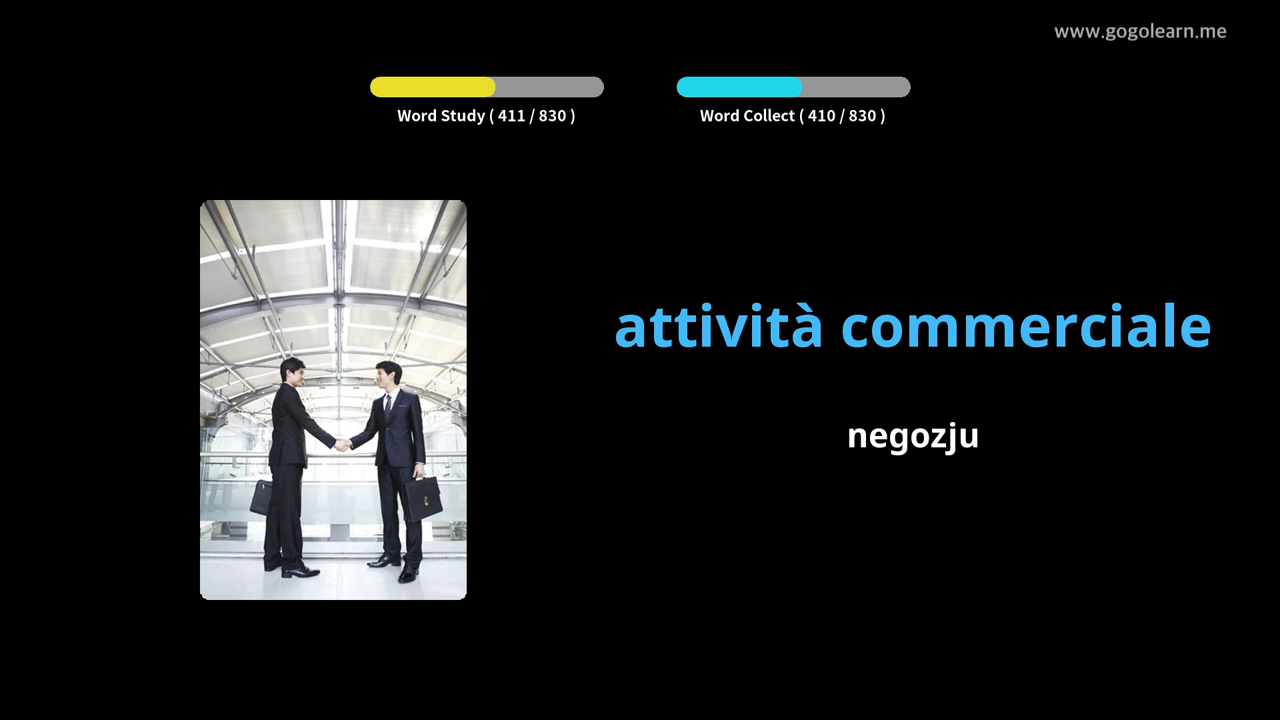 www.gogolearn.me
Word Study ( 411 / 830 )
Word Collect ( 410 / 830 )
attività commerciale
negozju